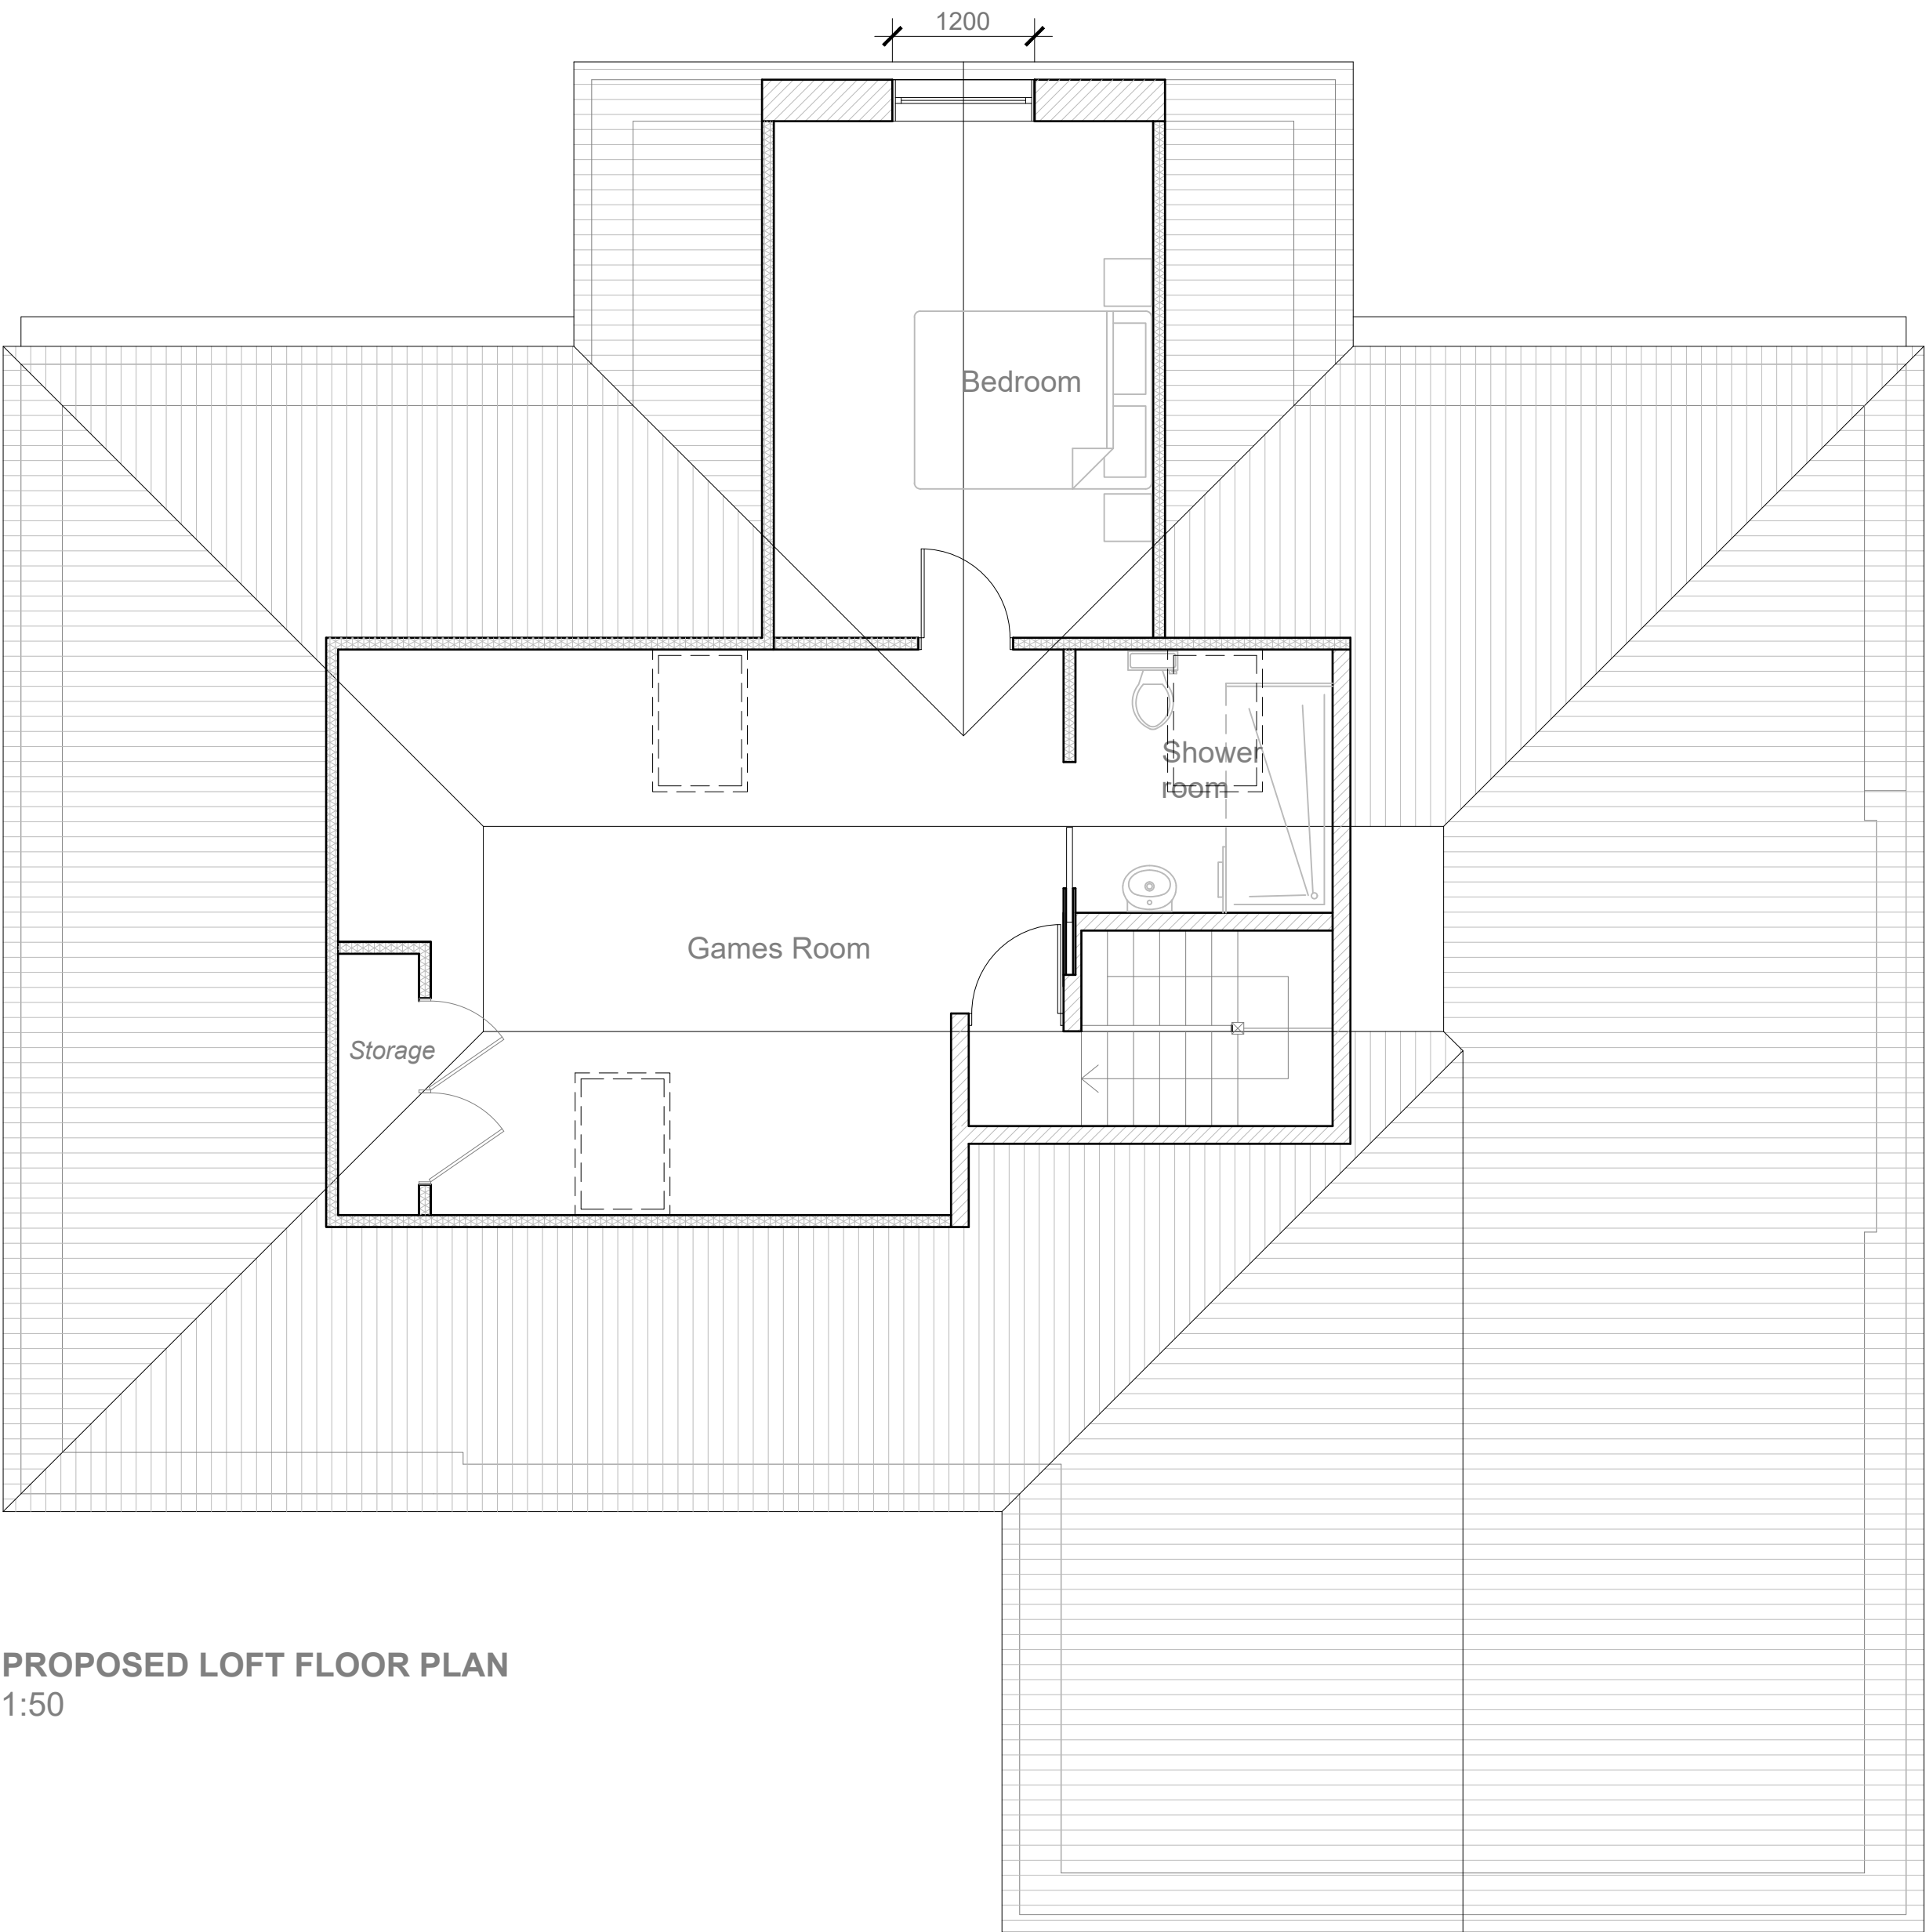 1200
Bedroom
Shower
room
Games Room
Storage
PROPOSED LOFT FLOOR PLAN
1:50